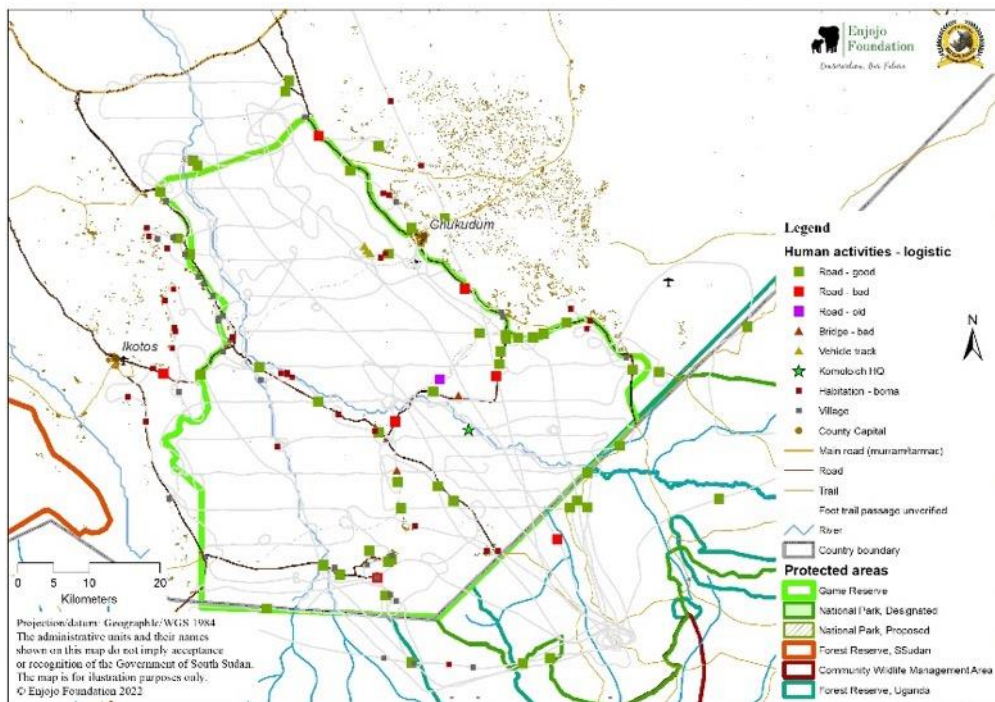 Enjojo
Foundation
Conservation, Our Future
Chukudum
Ikotos
Legend
Human activities - logistic
Road - good
Road - bad
Road - old
Bridge - bad
Vehicle track
Komoloich HQ
Habitation - boma
Village
County Capital
Main road (murram/tarmac)
Road
Trail
Foot trail passage unverified
River
Country boundary
Protected areas
Game Reserve
National Park, Designated
National Park, Proposed
Forest Reserve, SSudan
Community Wildlife Management Area
Forest Reserve, Uganda
N
0 5 10 20
Kilometers
Projection/datum: Geographic/WGS 1984
The administrative units and their names
shown on this map do not imply acceptance
or recognition of the Government of South Sudan.
The map is for illustration purposes only.
© Enjojo Foundation 2022